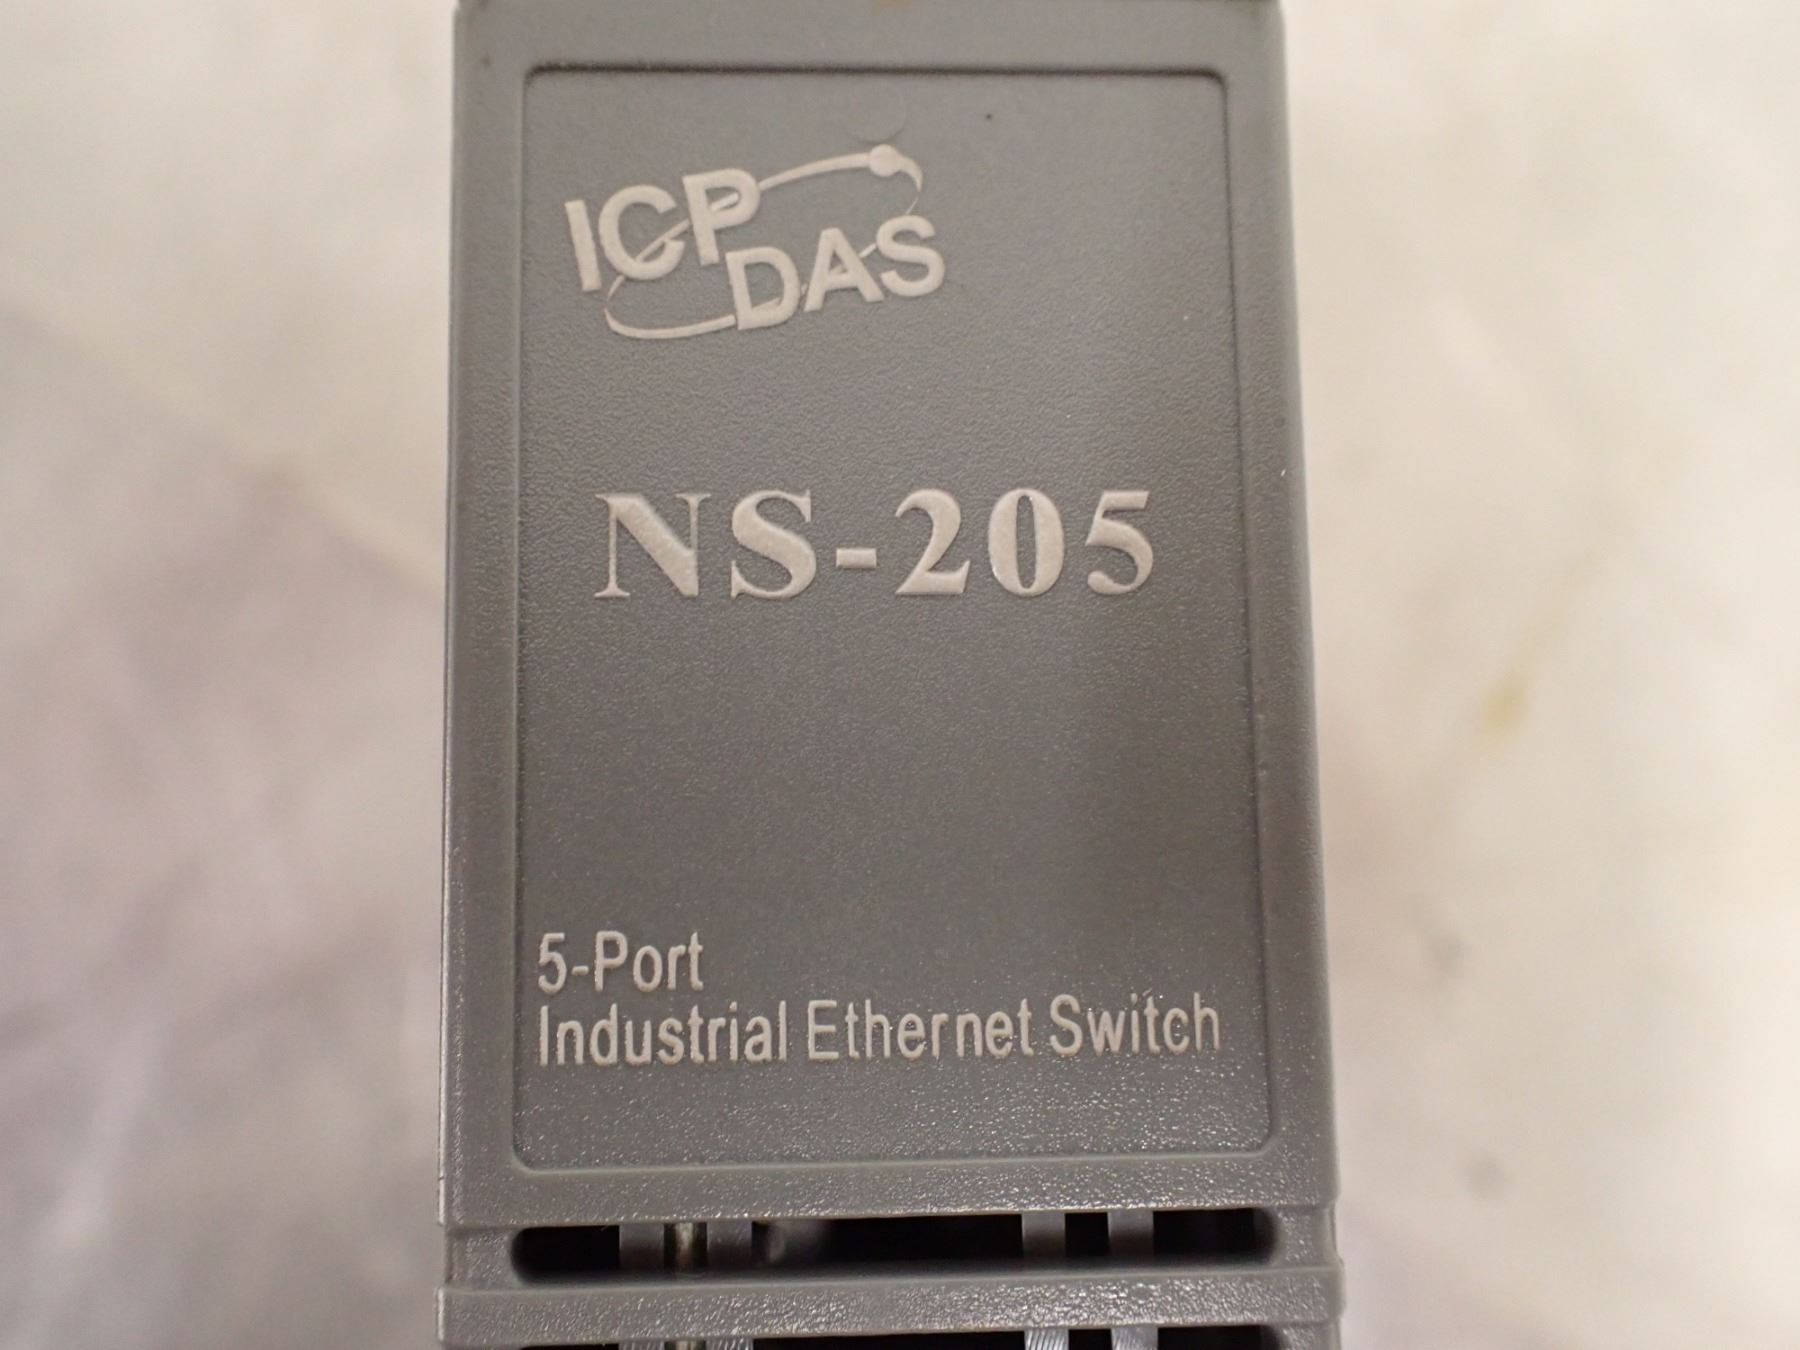 ICP
DAS
NS-205
5-Port
Industrial Ethernet Switch